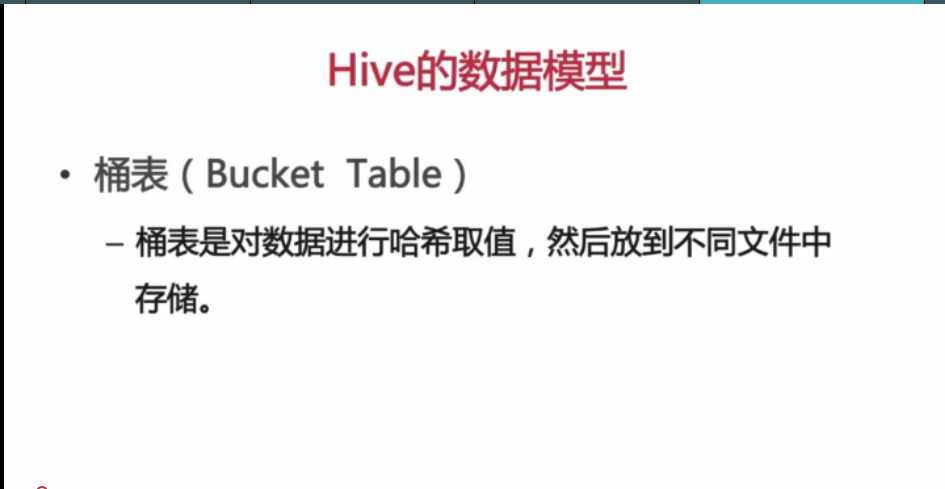 Hive的数据模型
• 桶表（Bucket Table）
– 桶表是对数据进行哈希取值，然后放到不同文件中
存储。